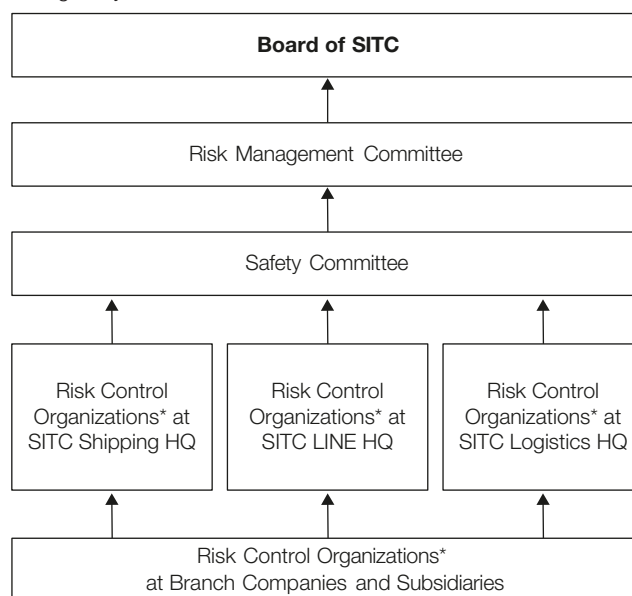 Board of SITC
Risk Management Committee
Safety Committee
Risk Control
Organizations* at
SITC Shipping HQ
Risk Control
Organizations* at
SITC LINE HQ
Risk Control
Organizations* at
SITC Logistics HQ
Risk Control Organizations*
at Branch Companies and Subsidiaries